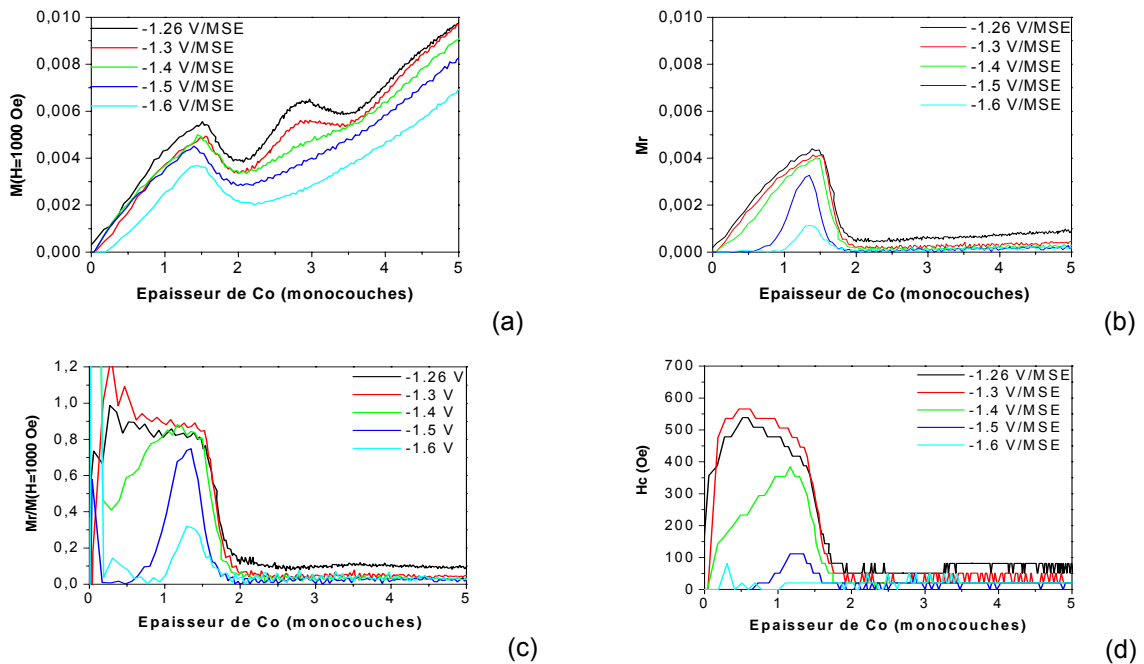 0,010
0,008
0,006
0,004
0,002
0,000
M(H=1000 Oe)
-1.26 V/MSE
-1.3 V/MSE
-1.4 V/MSE
-1.5 V/MSE
-1.6 V/MSE
0 1 2 3 4 5
Epaisseur de Co (monocouches)
(a)
0,010
0,008
0,006
0,004
0,002
0,000
Mr
-1.26 V/MSE
-1.3 V/MSE
-1.4 V/MSE
-1.5 V/MSE
-1.6 V/MSE
0 1 2 3 4 5
Epaisseur de Co (monocouches)
(b)
1,2
1,0
0,8
0,6
0,4
0,2
0,0
Mr/M(H=1000 Oe)
-1.26 V
-1.3 V
-1.4 V
-1.5 V
-1.6 V
0 1 2 3 4 5
Epaisseur de Co (monocouches)
(c)
700
600
500
400
300
200
100
0
Hc (Oe)
-1.26 V/MSE
-1.3 V/MSE
-1.4 V/MSE
-1.5 V/MSE
-1.6 V/MSE
0 1 2 3 4 5
Epaisseur de Co (monocouches)
(d)